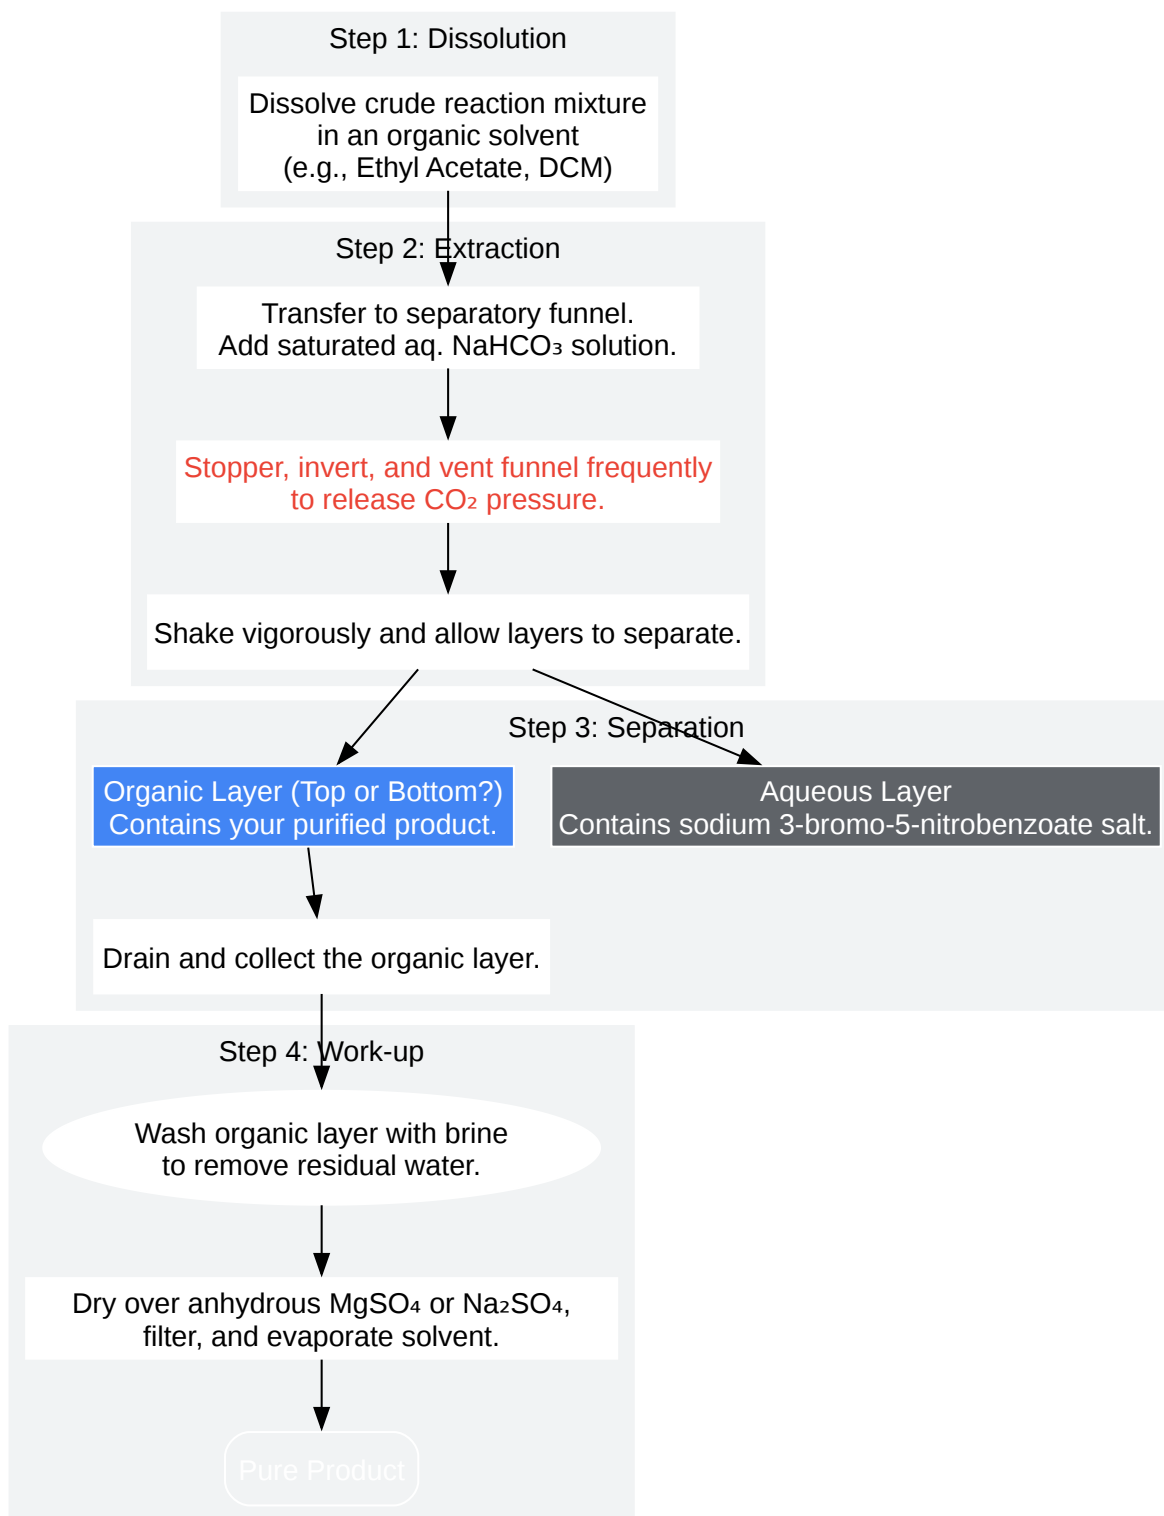 Step 1: Dissolution
Dissolve crude reaction mixture
in an organic solvent
(e.g., Ethyl Acetate, DCM)
Step 2: Extraction
Transfer to separatory funnel.
Add saturated aq. NaHCO₃ solution.
Stopper, invert, and vent funnel frequently
to release CO₂ pressure.
Shake vigorously and allow layers to separate.
Step 3: Separation
Organic Layer (Top or Bottom?)
Contains your purified product.
Aqueous Layer
Contains sodium 3-bromo-5-nitrobenzoate salt.
Drain and collect the organic layer.
Step 4: Work-up
Wash organic layer with brine
to remove residual water.
Dry over anhydrous MgSO₄ or Na₂SO₄,
filter, and evaporate solvent.
Pure Product